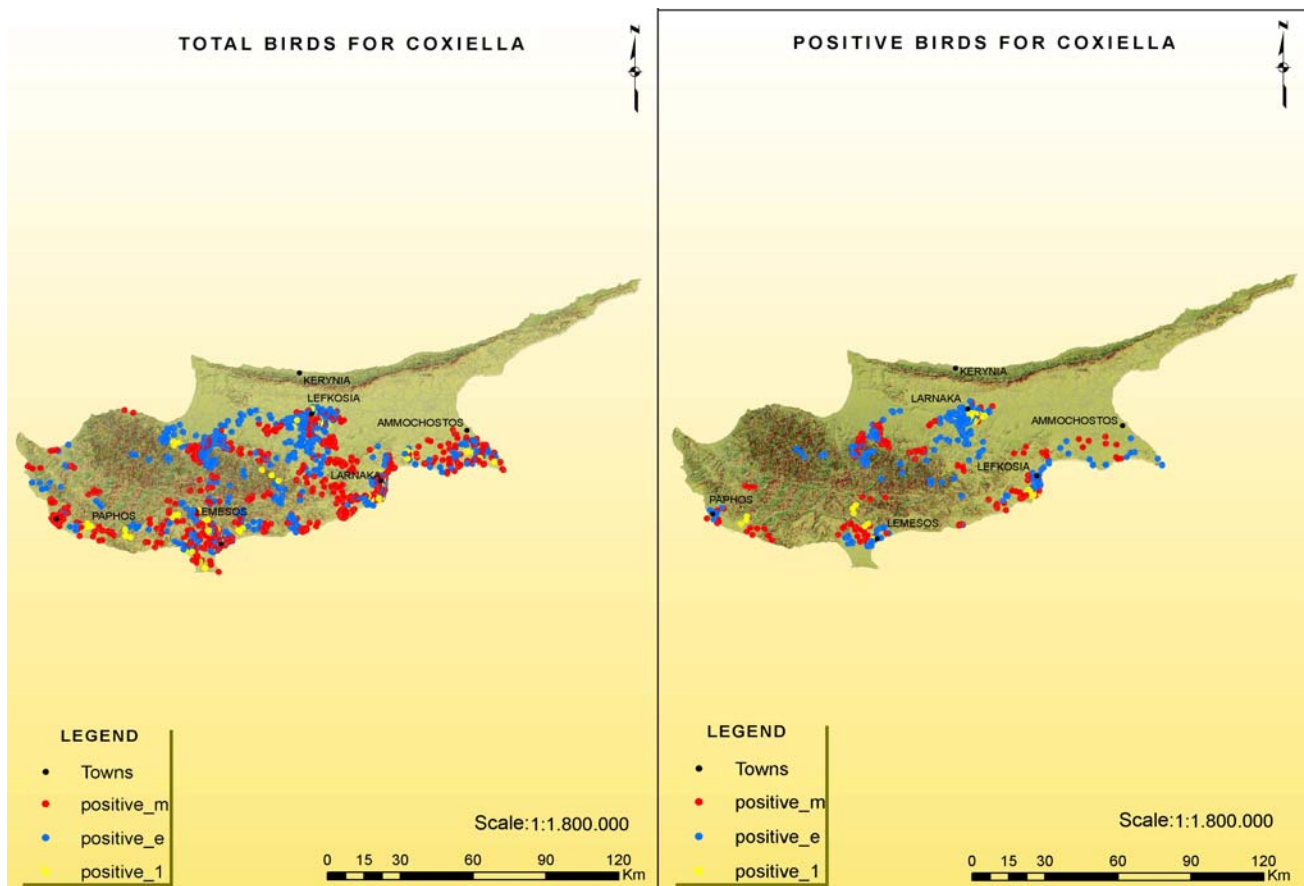 TOTAL BIRDS FOR COXIELLA
N
KERYNIA
LEFKOSIA
AMMOCHOSTOS
LARNAKA
PAPHOS
LEMESOS
LEGEND
Towns
positive_m
positive_e
positive_1
Scale:1:1.800.000
0 15 30 60 90 120
Km
POSITIVE BIRDS FOR COXIELLA
N
KERYNIA
LARNAKA
AMMOCHOSTOS
LEFKOSIA
PAPHOS
LEMESOS
LEGEND
Towns
positive_m
positive_e
positive_1
Scale:1:1.800.000
0 15 30 60 90 120
Km